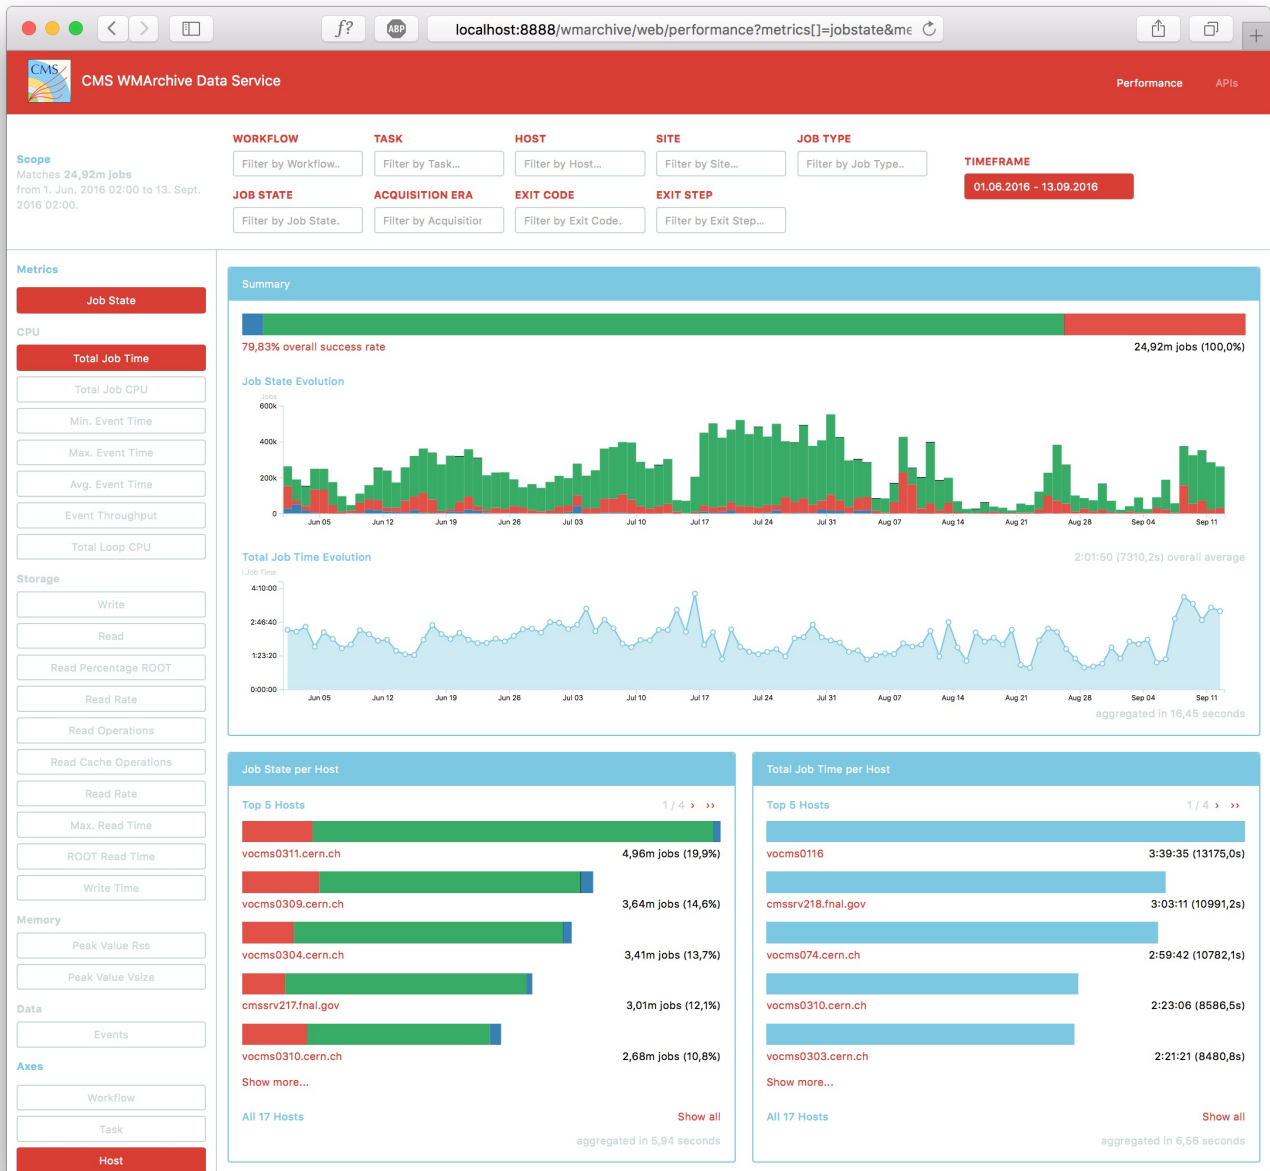 f?
ABP
localhost:8888/wmarchive/web/performance?metrics[]=jobstate&me
CMS
CMS WMArchive Data Service
Performance
APIs
Scope
Matches 24,92m jobs
from 1. Jun. 2016 02:00 to 13. Sept.
2016 02:00.
WORKFLOW
TASK
HOST
SITE
JOB TYPE
Filter by Workflow..
Filter by Task...
Filter by Host...
Filter by Site...
Filter by Job Type..
JOB STATE
ACQUISITION ERA
EXIT CODE
EXIT STEP
Filter by Job State.
Filter by Acquisition
Filter by Exit Code..
Filter by Exit Step...
TIMEFRAME
01.06.2016 - 13.09.2016
Metrics
Job State
CPU
Total Job Time
Total Job CPU
Min. Event Time
Max. Event Time
Avg. Event Time
Event Throughput
Total Loop CPU
Storage
Write
Read
Read Percentage ROOT
Read Rate
Read Operations
Read Cache Operations
Read Rate
Max. Read Time
ROOT Read Time
Write Time
Memory
Peak Value Rss
Peak Value Vsize
Data
Events
Axes
Workflow
Task
Host
Summary
79,83% overall success rate
24,92m jobs (100,0%)
Job State Evolution
Jobs
600k
400k
200k
0
Jun 05 Jun 12 Jun 19 Jun 26 Jul 03 Jul 10 Jul 17 Jul 24 Jul 31 Aug 07 Aug 14 Aug 21 Aug 28 Sep 04 Sep 11
Total Job Time Evolution
2:01:50 (7310,2s) overall average
l Job Time
4:10:00
2:46:40
1:23:20
0:00:00
Jun 05 Jun 12 Jun 19 Jun 26 Jul 03 Jul 10 Jul 17 Jul 24 Jul 31 Aug 07 Aug 14 Aug 21 Aug 28 Sep 04 Sep 11
aggregated in 16,45 seconds
Job State per Host
Top 5 Hosts
1 / 4 › ››
vocms0311.cern.ch
4,96m jobs (19,9%)
vocms0309.cern.ch
3,64m jobs (14,6%)
vocms0304.cern.ch
3,41m jobs (13,7%)
cmssrv217.fnal.gov
3,01m jobs (12,1%)
vocms0310.cern.ch
2,68m jobs (10,8%)
Show more...
All 17 Hosts
Show all
aggregated in 5,94 seconds
Total Job Time per Host
Top 5 Hosts
1 / 4 › ››
vocms0116
3:39:35 (13175,0s)
cmssrv218.fnal.gov
3:03:11 (10991,2s)
vocms074.cern.ch
2:59:42 (10782,1s)
vocms0310.cern.ch
2:23:06 (8586,5s)
vocms0303.cern.ch
2:21:21 (8480,8s)
Show more...
All 17 Hosts
Show all
aggregated in 6,56 seconds